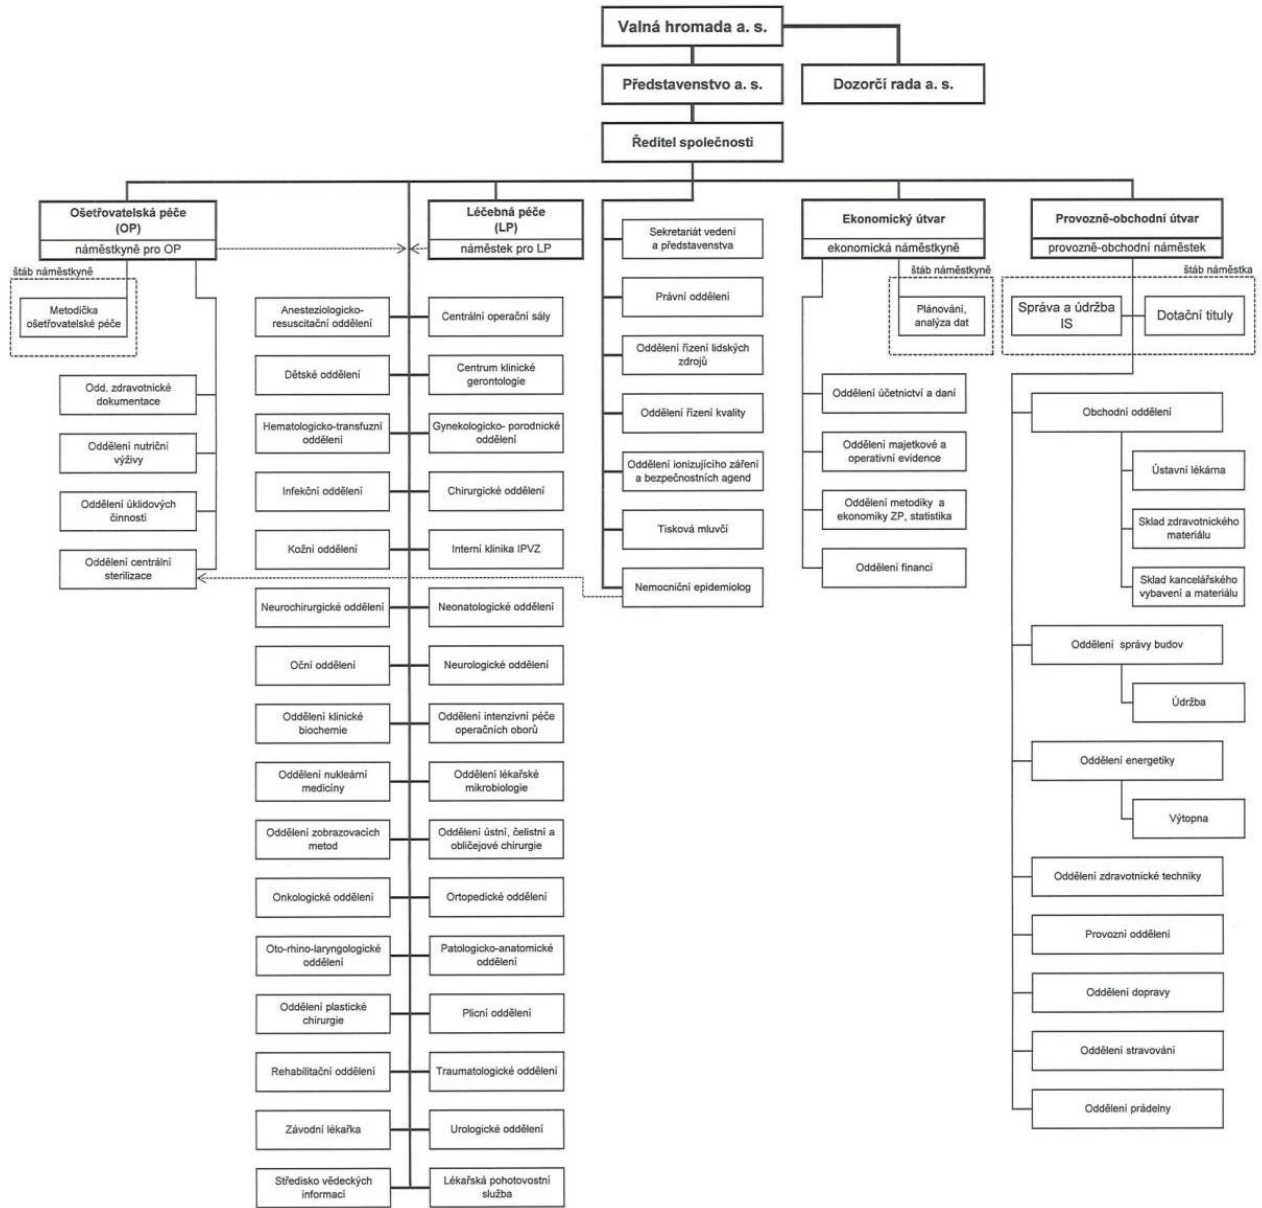 Valná hromada a. s.
Představenstvo a. s.
Dozorčí rada a. s.
Ředitel společnosti
Ošetřovatelská péče
(OP)
náměstkyně pro OP
štáb náměstkyně
Metodička
ošetřovatelské péče
Odd. zdravotnické
dokumentace
Oddělení nutriční
výživy
Oddělení úklidových
činností
Oddělení centrální
sterilizace
Léčebná péče
(LP)
náměstek pro LP
Anesteziologicko-
resuscitační oddělení
Centrální operační sály
Dětské oddělení
Centrum klinické
gerontologie
Hematologicko-transfuzní
oddělení
Gynekologicko- porodnické
oddělení
Infekční oddělení
Chirurgické oddělení
Kožní oddělení
Interní klinika IPVZ
Neurochirurgické oddělení
Neonatologické oddělení
Oční oddělení
Neurologické oddělení
Oddělení klinické
biochemie
Oddělení intenzivní péče
operačních oborů
Oddělení nukleární
medicíny
Oddělení lékařské
mikrobiologie
Oddělení zobrazovacích
metod
Oddělení ústní, čelistní a
obličejové chirurgie
Onkologické oddělení
Ortopedické oddělení
Oto-rhino-laryngologické
oddělení
Patologicko-anatomické
oddělení
Oddělení plastické
chirurgie
Plicní oddělení
Rehabilitační oddělení
Traumatologické oddělení
Závodní lékařka
Urologické oddělení
Středisko vědeckých
informací
Lékařská pohotovostní
služba
Sekretariát vedení
a představenstva
Právní oddělení
Oddělení řízení lidských
zdrojů
Oddělení řízení kvality
Oddělení ionizujícího záření
a bezpečnostních agend
Tisková mluvčí
Nemocniční epidemiolog
Ekonomický útvar
ekonomická náměstkyně
štáb náměstkyně
Plánování,
analýza dat
Oddělení účetnictví a daní
Oddělení majetkové a
operativní evidence
Oddělení metodiky a
ekonomiky ZP, statistika
Oddělení financí
Provozně-obchodní útvar
provozně-obchodní náměstek
štáb náměstka
Správa a údržba
IS
Dotační tituly
Obchodní oddělení
Ústavní lékárna
Sklad zdravotnického
materiálu
Sklad kancelářského
vybavení a materiálu
Oddělení správy budov
Údržba
Oddělení energetiky
Výtopna
Oddělení zdravotnické techniky
Provozní oddělení
Oddělení dopravy
Oddělení stravování
Oddělení prádelny